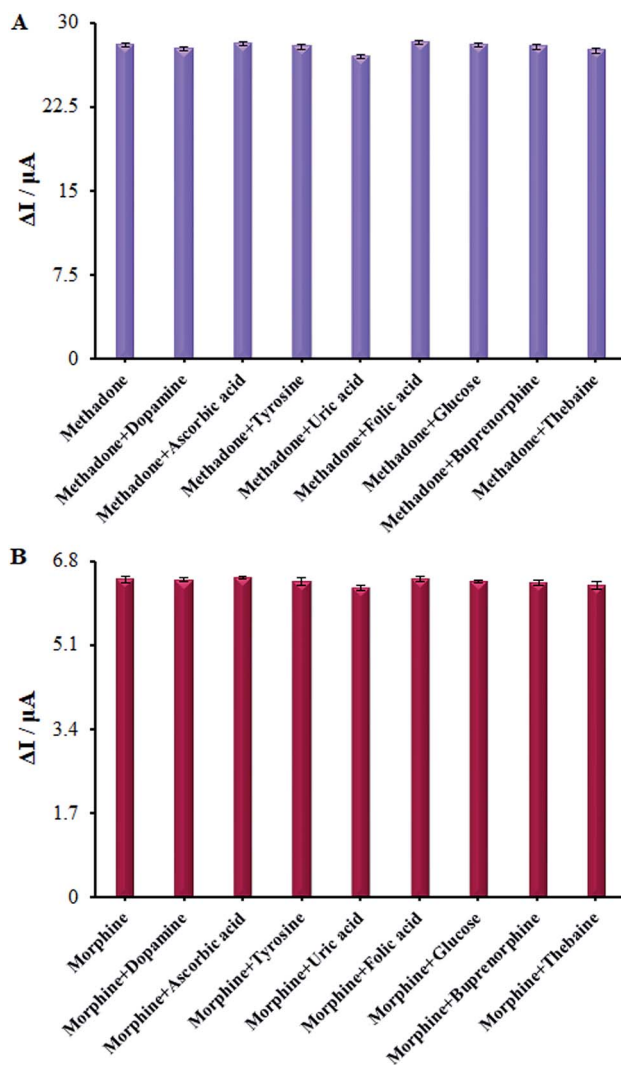 A
30
22.5
15
7.5
0
ΔI / μA
Methadone
Methadone+Dopamine
Methadone+Ascorbic acid
Methadone+Tyrosine
Methadone+Uric acid
Methadone+Folic acid
Methadone+Glucose
Methadone+Buprenorphine
Methadone+Thebaine
B
6.8
5.1
3.4
1.7
0
ΔI / μA
Morphine
Morphine+Dopamine
Morphine+Ascorbic acid
Morphine+Tyrosine
Morphine+Uric acid
Morphine+Folic acid
Morphine+Glucose
Morphine+Buprenorphine
Morphine+Thebaine